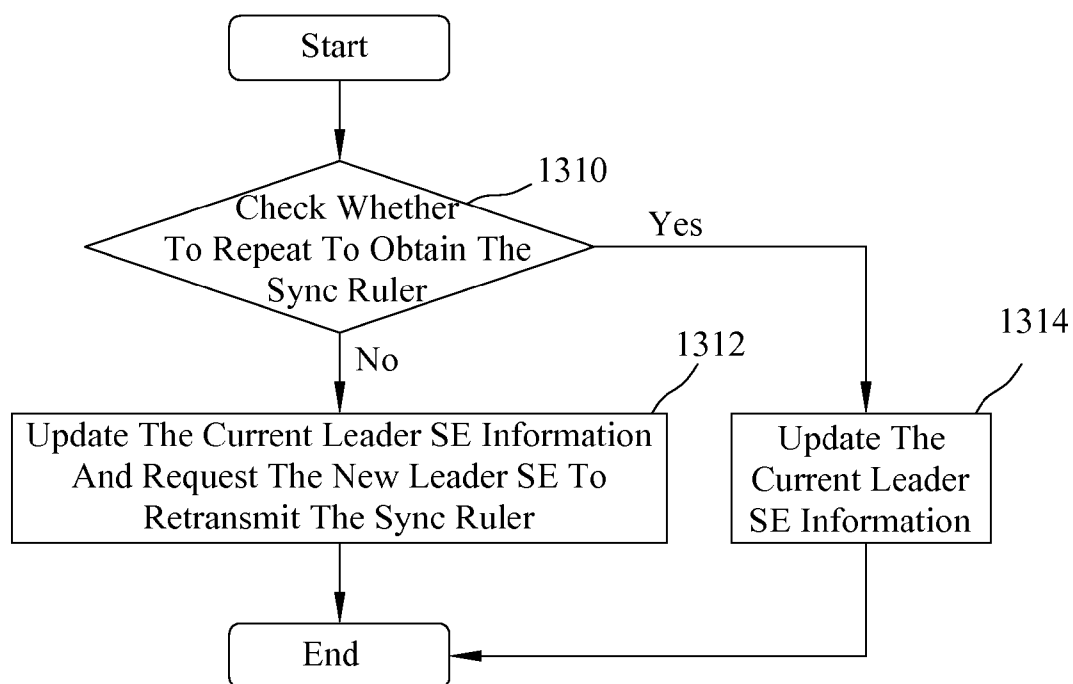 Start
1310
Check Whether
To Repeat To Obtain The
Sync Ruler
Yes
No
1312
1314
Update The Current Leader SE Information
And Request The New Leader SE To
Retransmit The Sync Ruler
Update The
Current Leader
SE Information
End